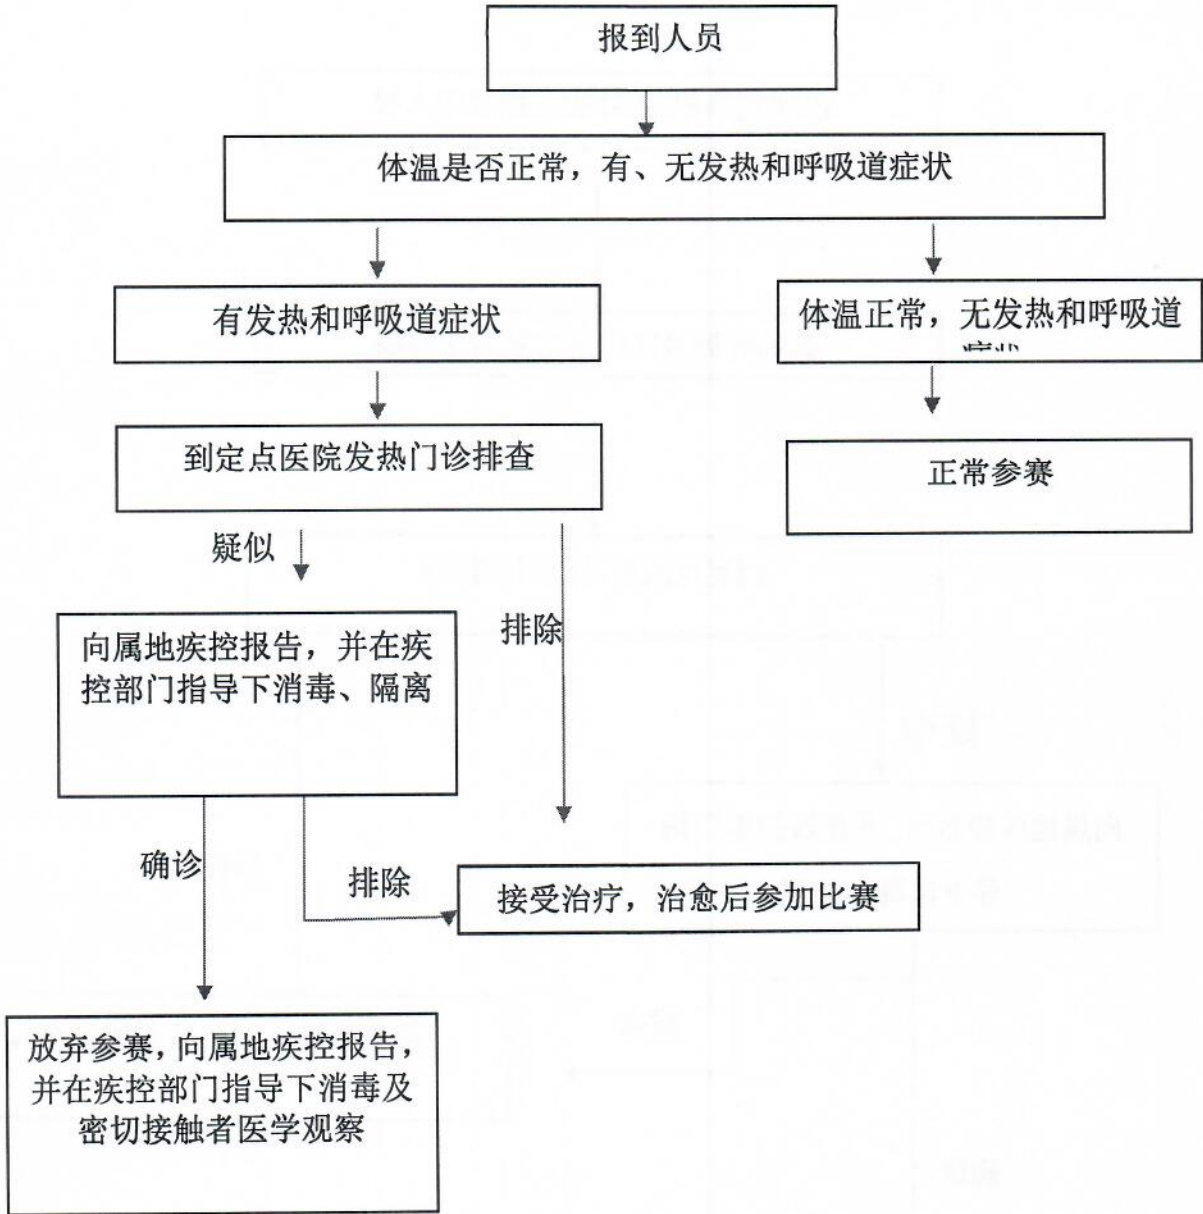 报到人员
体温是否正常，有、无发热和呼吸道症状
有发热和呼吸道症状
体温正常，无发热和呼吸道
症状
到定点医院发热门诊排查
正常参赛
疑似
排除
向属地疾控报告，并在疾
控部门指导下消毒、隔离
确诊
排除
接受治疗，治愈后参加比赛
放弃参赛，向属地疾控报告，
并在疾控部门指导下消毒及
密切接触者医学观察